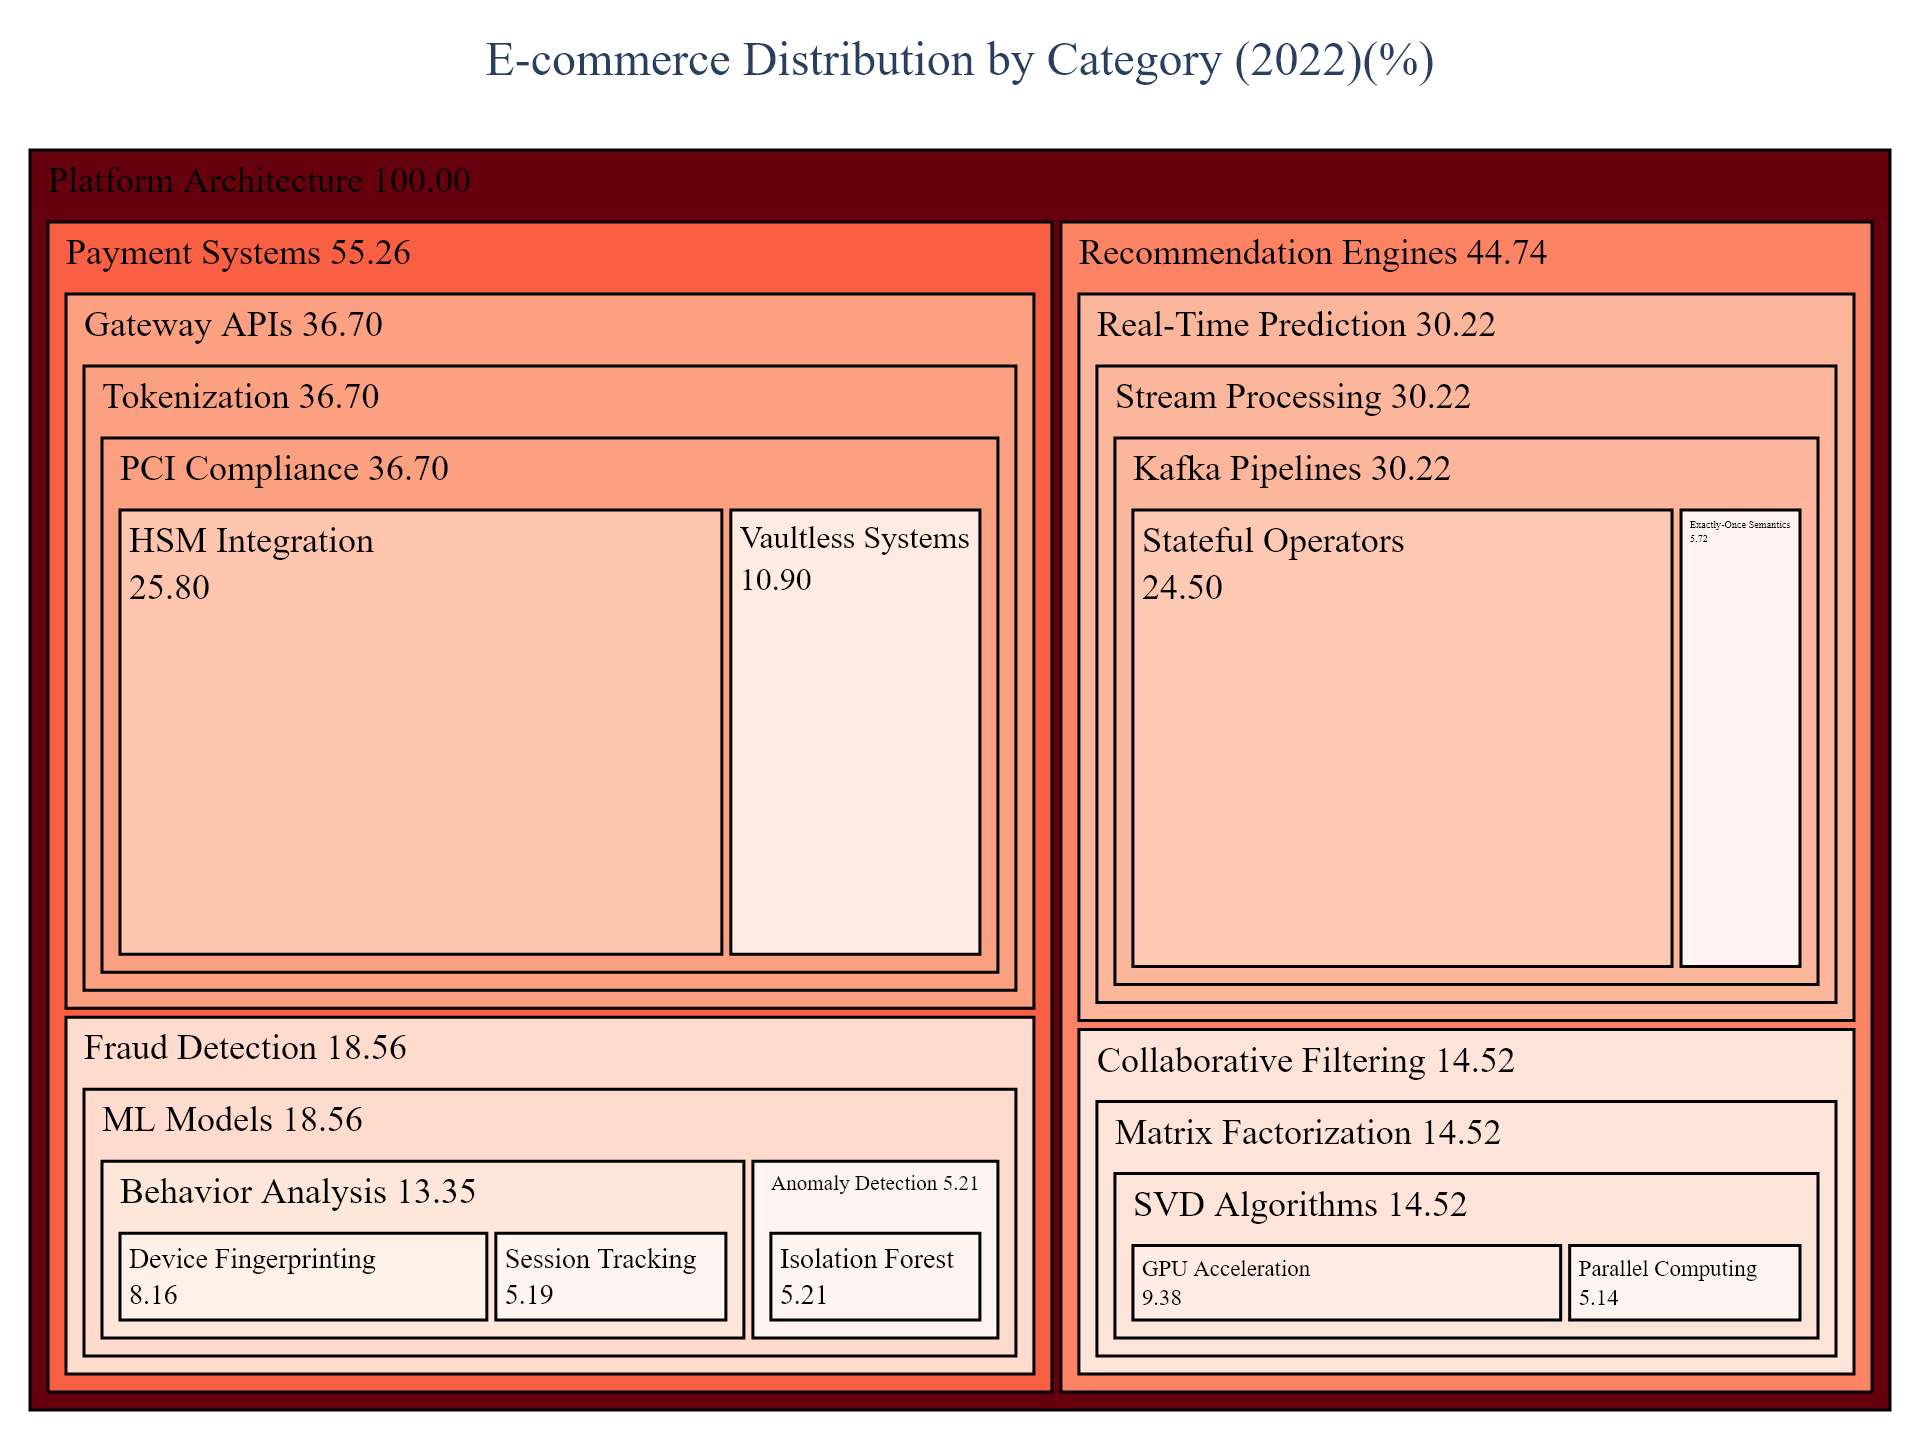 E-commerce Distribution by Category (2022)(%)
Platform Architecture 100.00
Payment Systems 55.26
Gateway APIs 36.70
Tokenization 36.70
PCI Compliance 36.70
HSM Integration
25.80
Vaultless Systems
10.90
Fraud Detection 18.56
ML Models 18.56
Behavior Analysis 13.35
Device Fingerprinting
8.16
Session Tracking
5.19
Anomaly Detection 5.21
Isolation Forest
5.21
Recommendation Engines 44.74
Real-Time Prediction 30.22
Stream Processing 30.22
Kafka Pipelines 30.22
Stateful Operators
24.50
Exactly-Once Semantics
5.72
Collaborative Filtering 14.52
Matrix Factorization 14.52
SVD Algorithms 14.52
GPU Acceleration
9.38
Parallel Computing
5.14